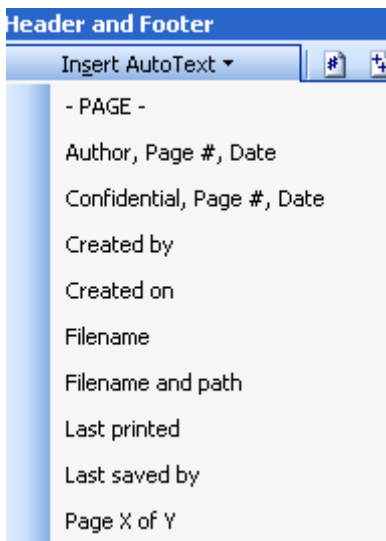 Header and Footer
Insert AutoText
- PAGE -
Author, Page #, Date
Confidential, Page #, Date
Created by
Created on
Filename
Filename and path
Last printed
Last saved by
Page X of Y